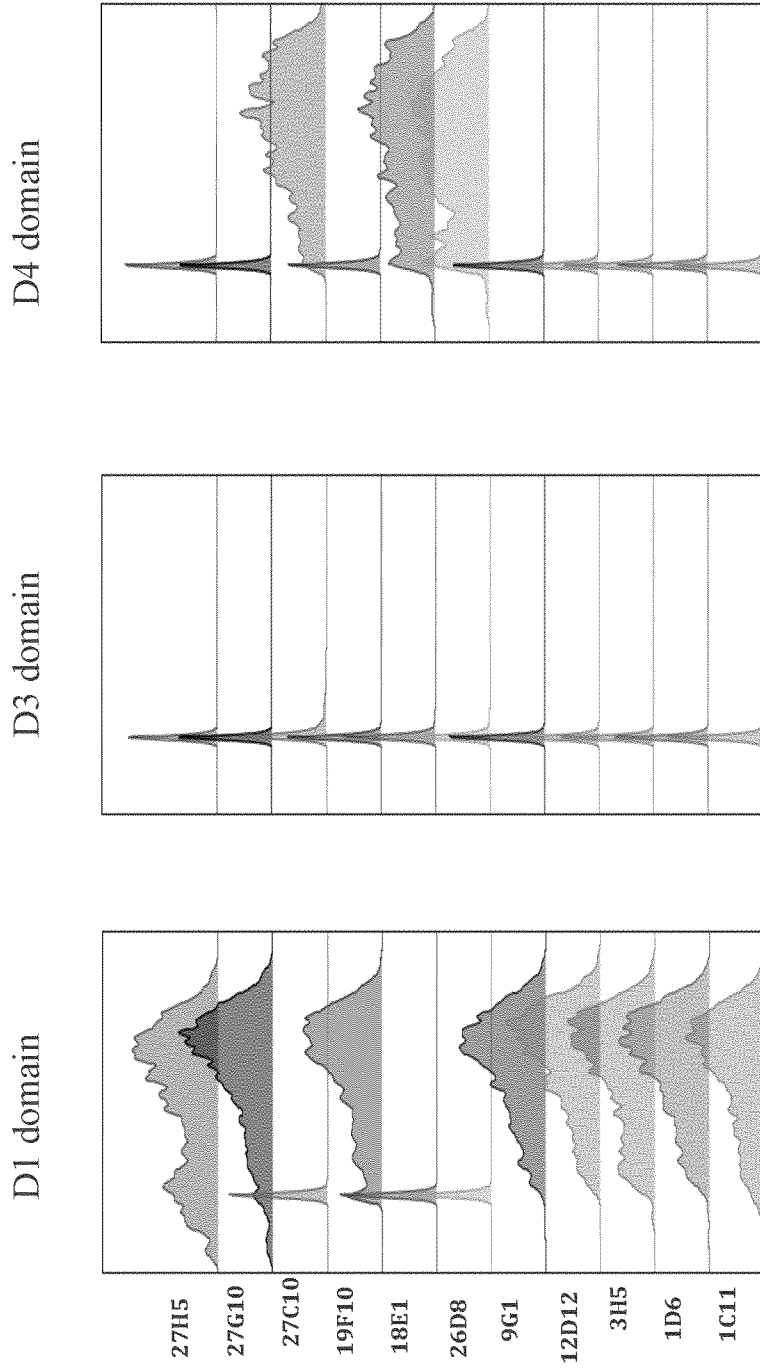 D1 domain
D3 domain
D4 domain
27H5
27G10
27C10
19F10
18E1
26D8
9G1
12D12
3H5
1D6
1C11